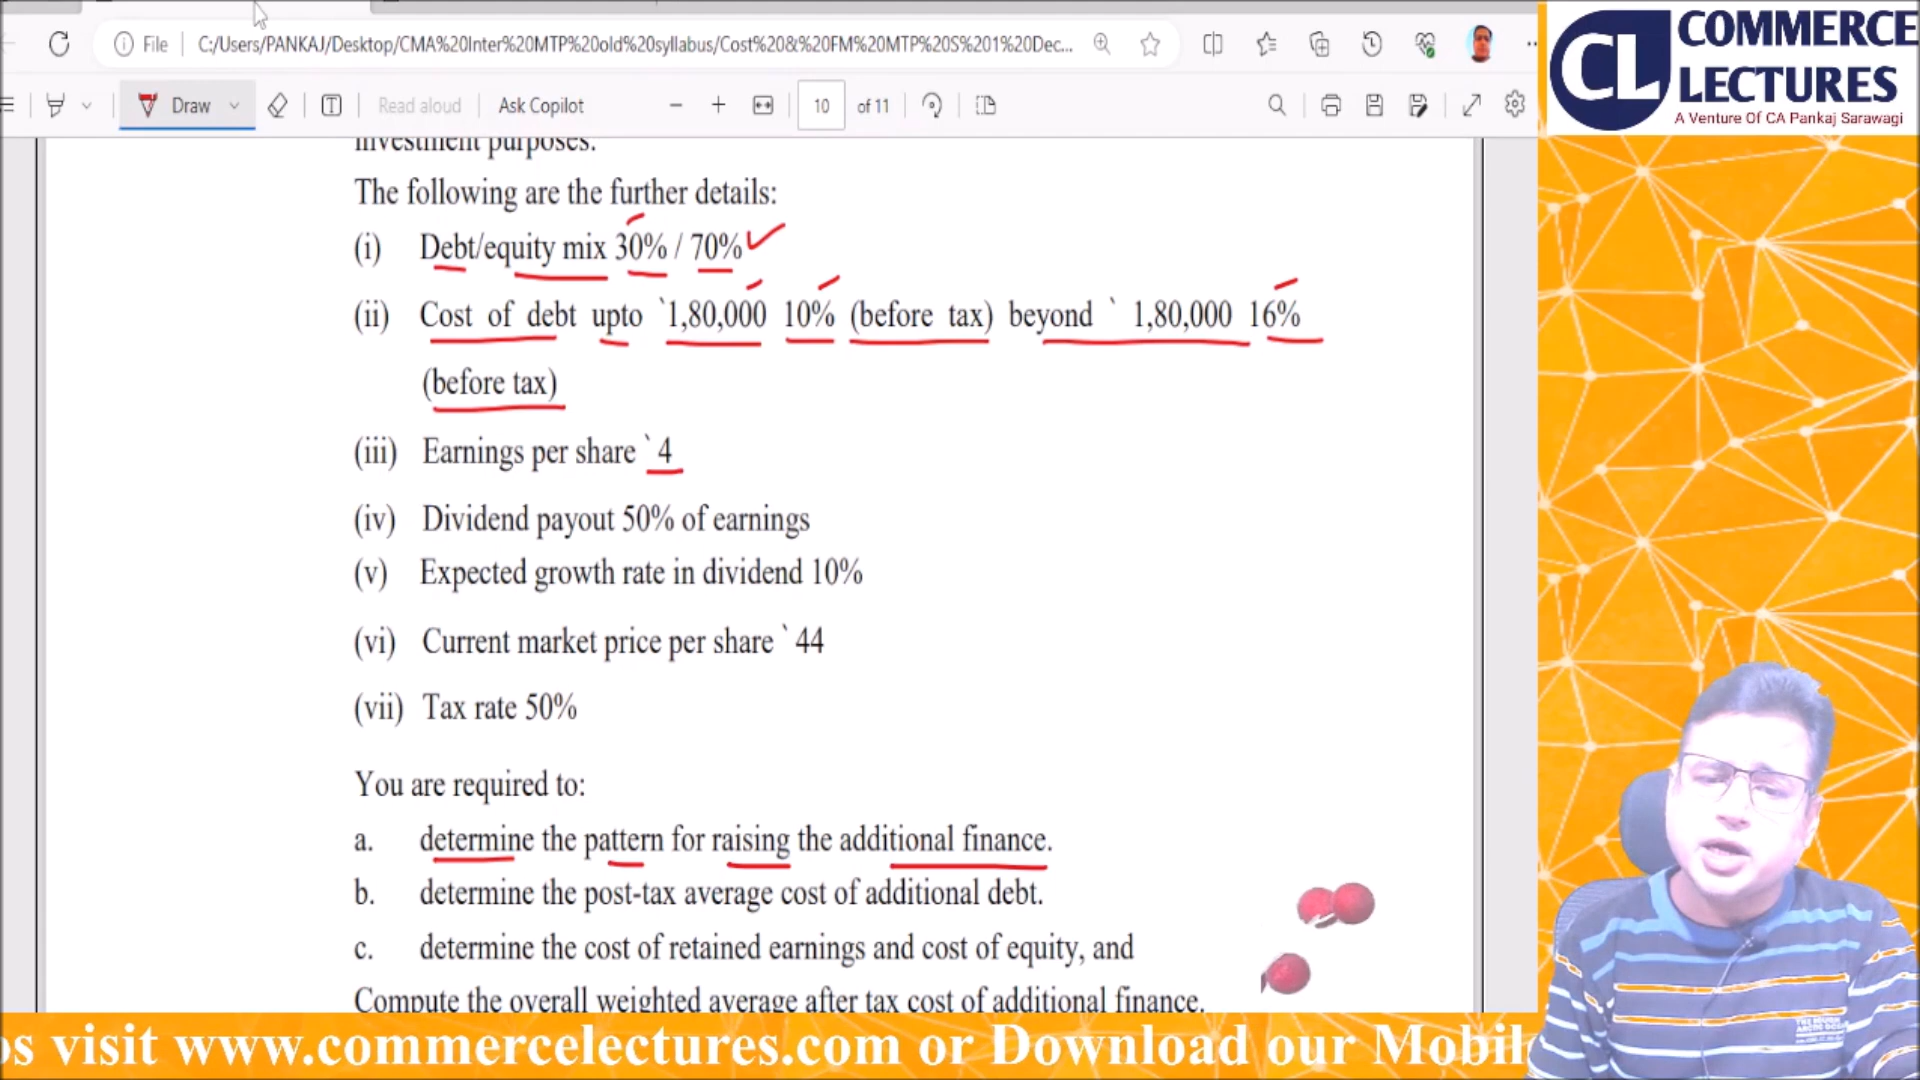 File
C:/Users/PANKAJ/Desktop/CMA%20Inter%20MTP%20old%20syllabus/Cost%20&%20FM%20MTP%20S%201%20Dec...
Draw
Read aloud
Ask Copilot
10
of 11
CL
COMMERCE
LECTURES
A Venture Of CA Pankaj Sarawagi
investment purposes.
The following are the further details:
(i) Debt/equity mix 30% / 70%
(ii) Cost of debt upto `1,80,000 10% (before tax) beyond ` 1,80,000 16%
(before tax)
(iii) Earnings per share `4
(iv) Dividend payout 50% of earnings
(v) Expected growth rate in dividend 10%
(vi) Current market price per share ` 44
(vii) Tax rate 50%
You are required to:
a. determine the pattern for raising the additional finance.
b. determine the post-tax average cost of additional debt.
c. determine the cost of retained earnings and cost of equity, and
Compute the overall weighted average after tax cost of additional finance.
os visit www.commercelectures.com or Download our Mobil